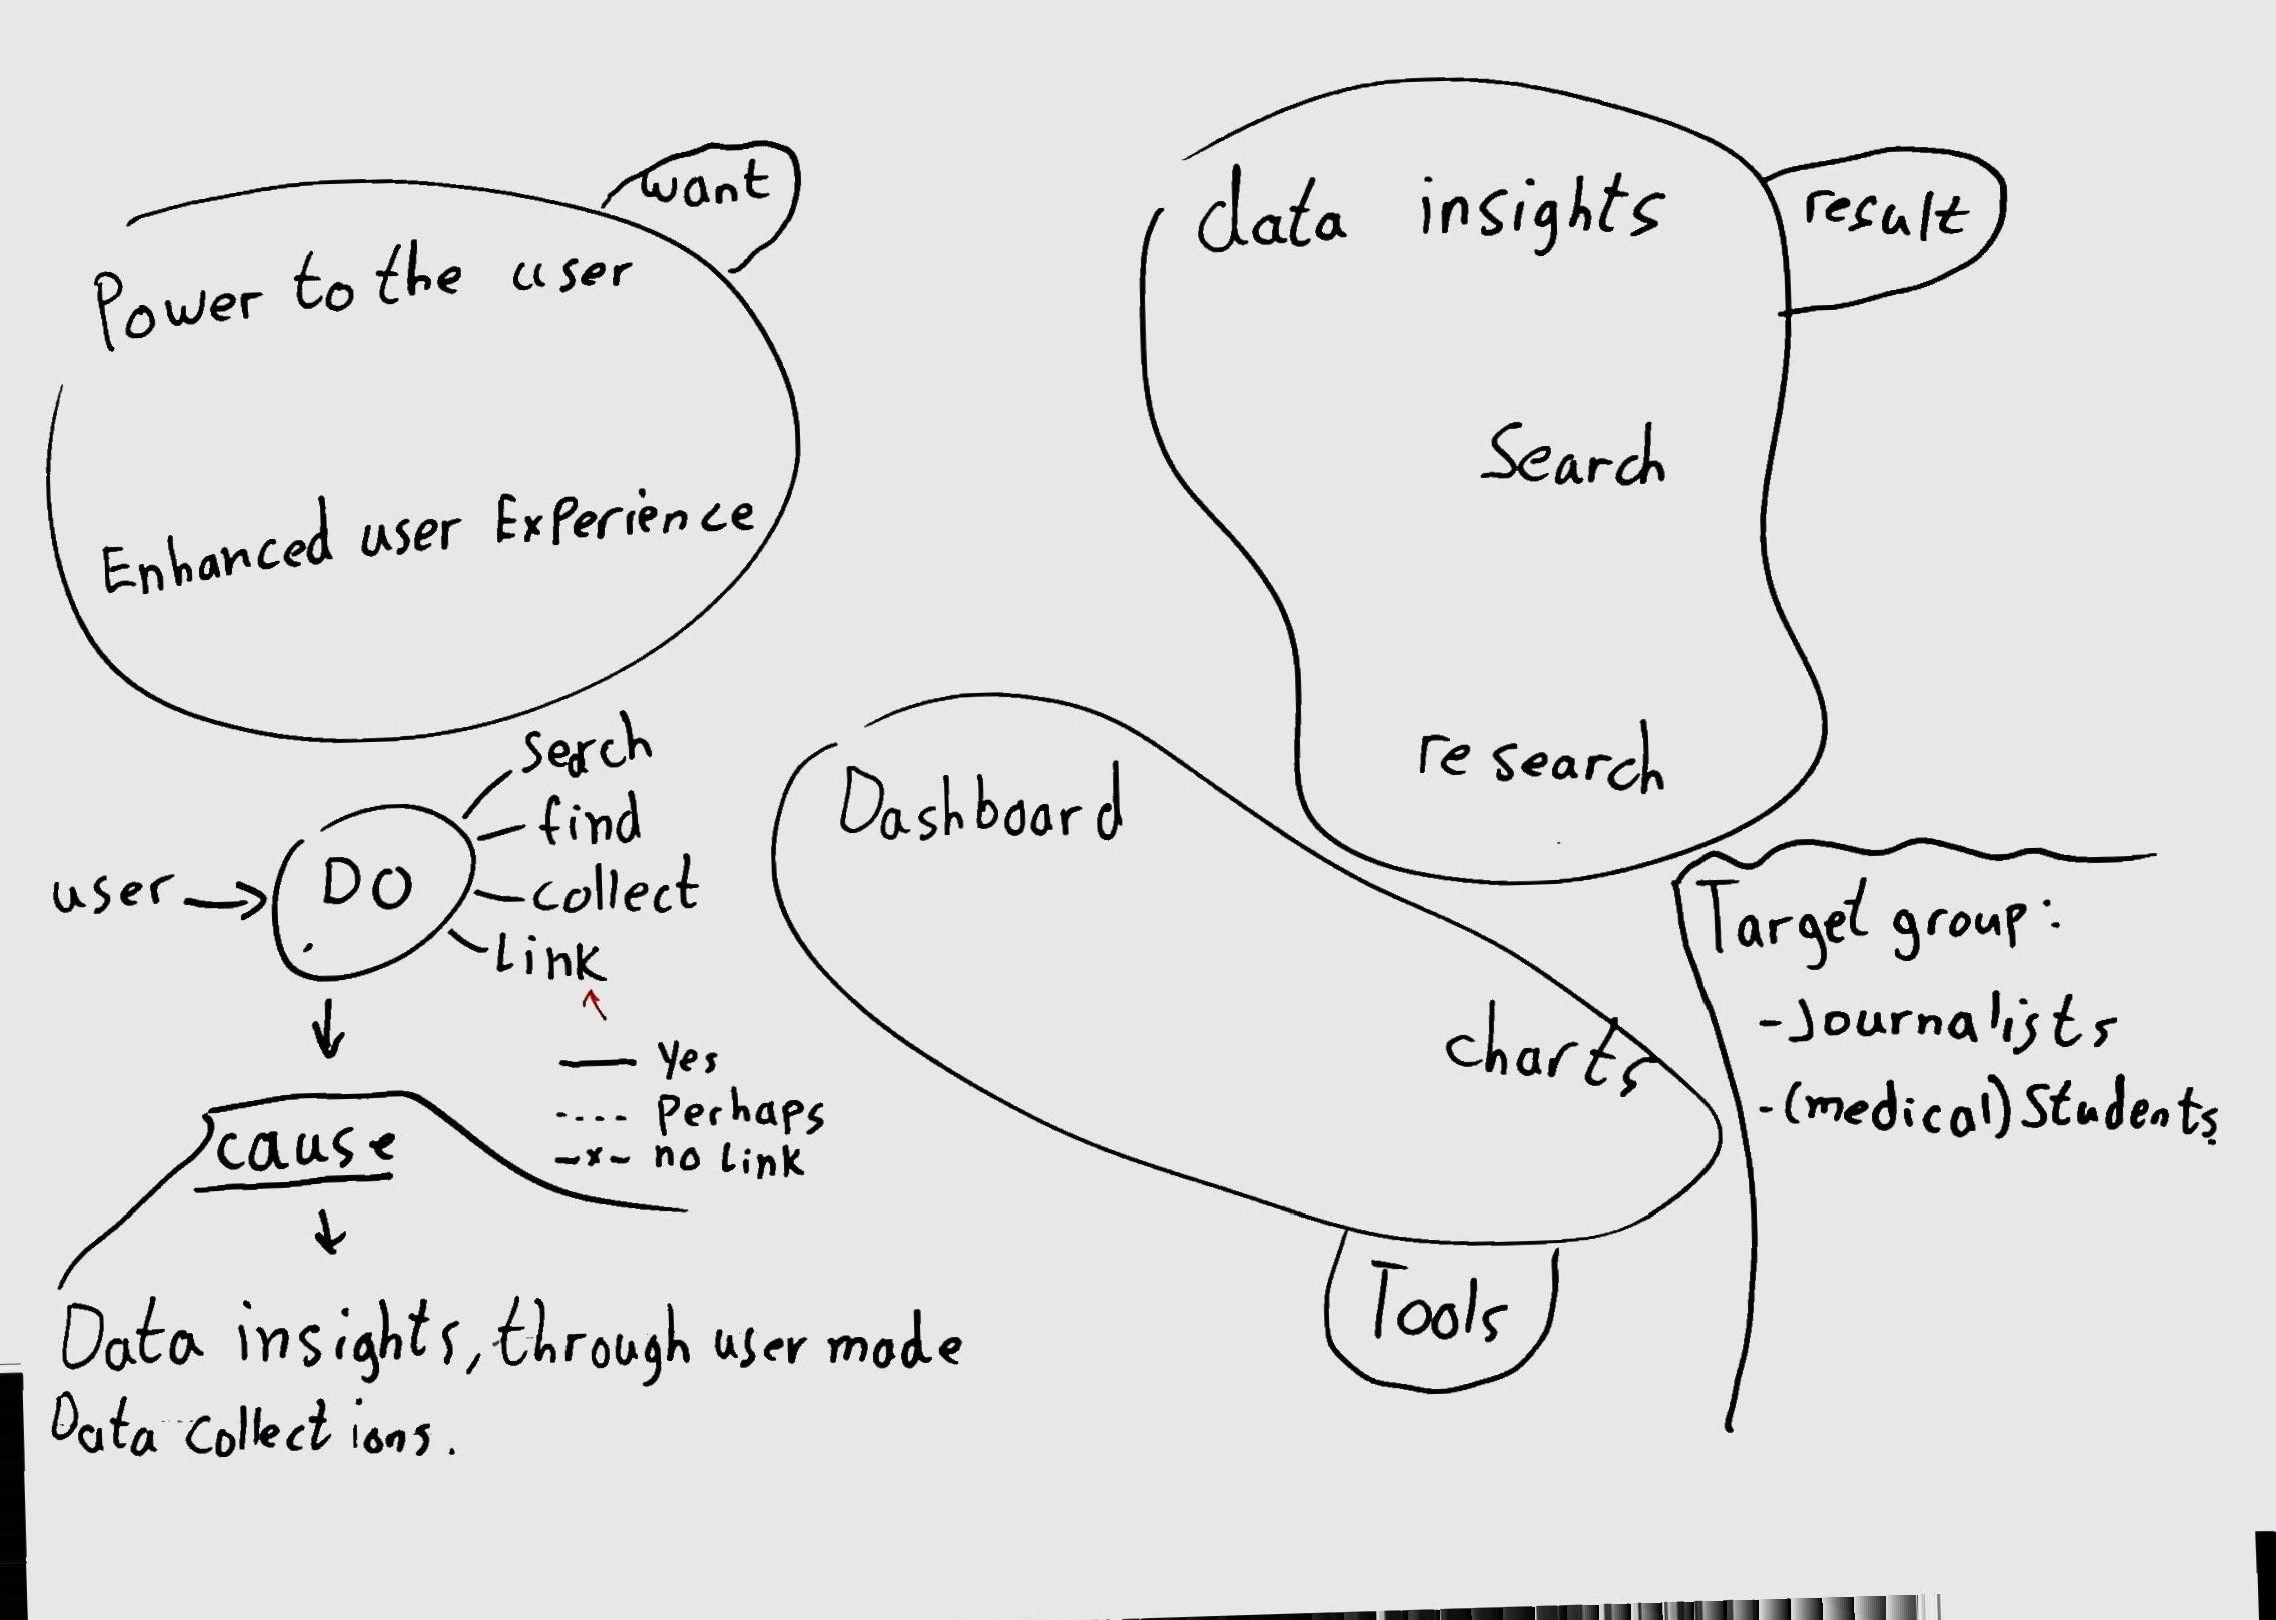 want
Power to the user
Enhanced user Experience
data insights
result
Search
research
user
DO
Search
find
collect
Link
Yes
Perhaps
no Link
cause
Data insights, through user made
Data collections.
Dashboard
charts
Tools
Target group:
- Journalists
- (medical) Students